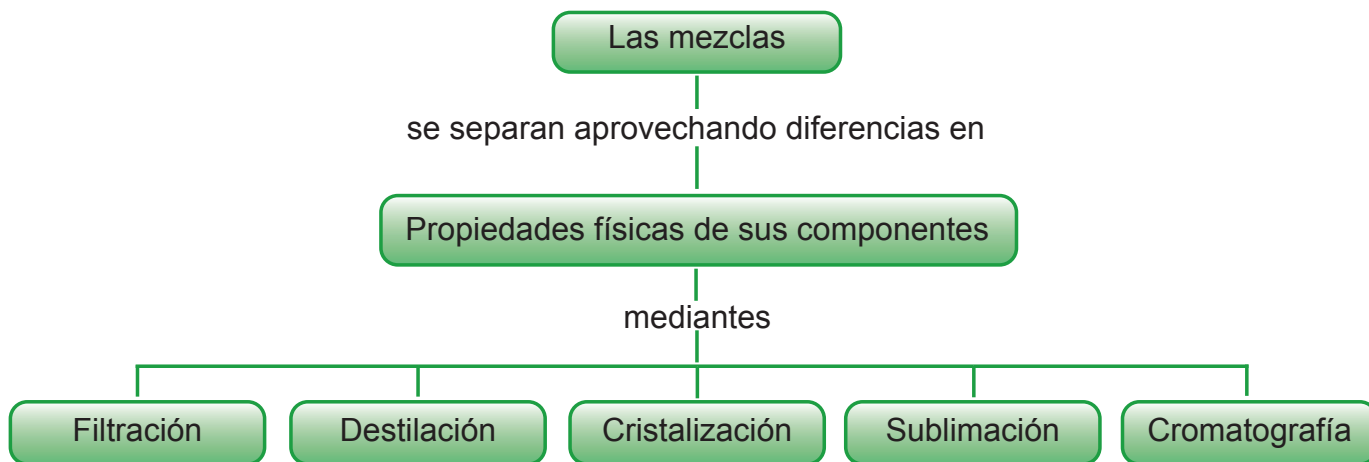 Las mezclas
se separan aprovechando diferencias en
Propiedades físicas de sus componentes
mediantes
Filtración
Destilación
Cristalización
Sublimación
Cromatografía